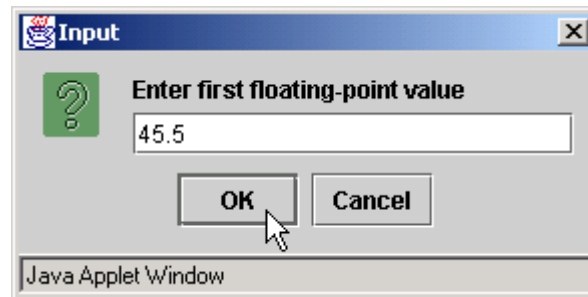 Input
Enter first floating-point value
45.5
OK Cancel
Java Applet Window